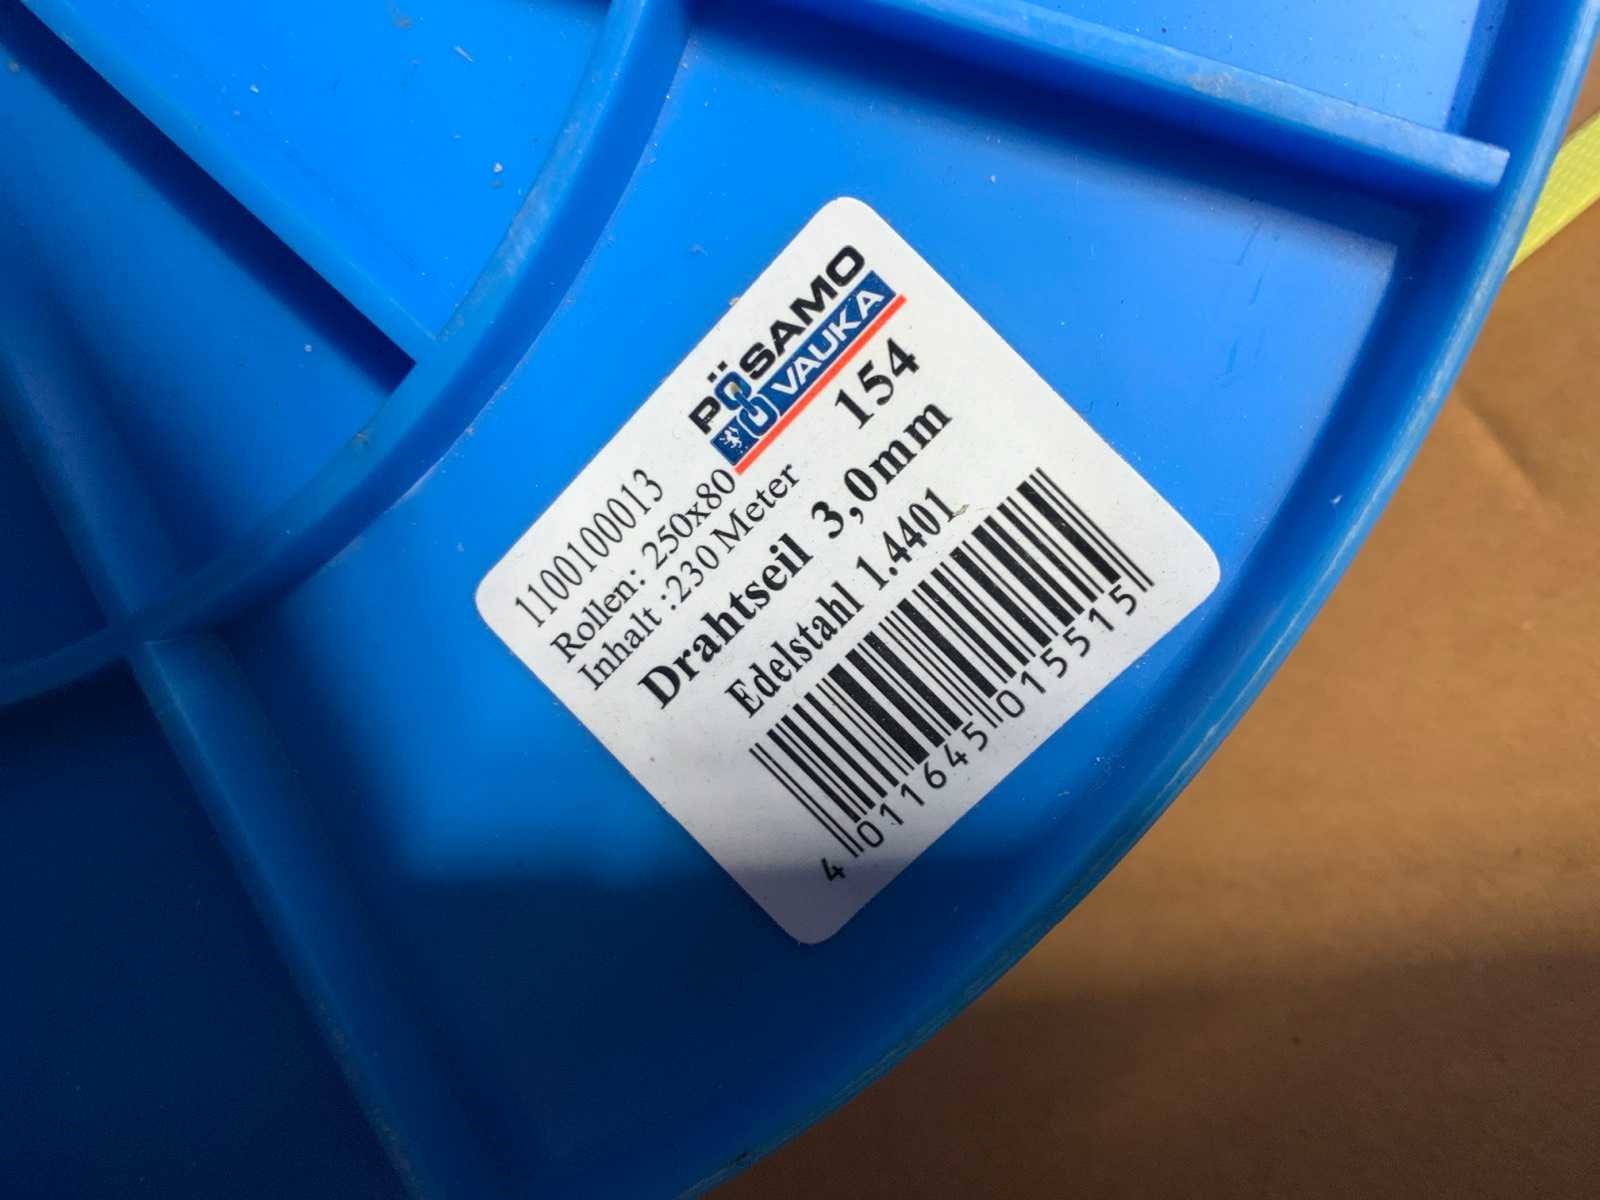 PÖSAMO
VAUKA
1100100013
154
Rollen: 250x80
Inhalt :230 Meter
Drahtseil 3,0mm
Edelstahl 1.4401
4 011645 015515